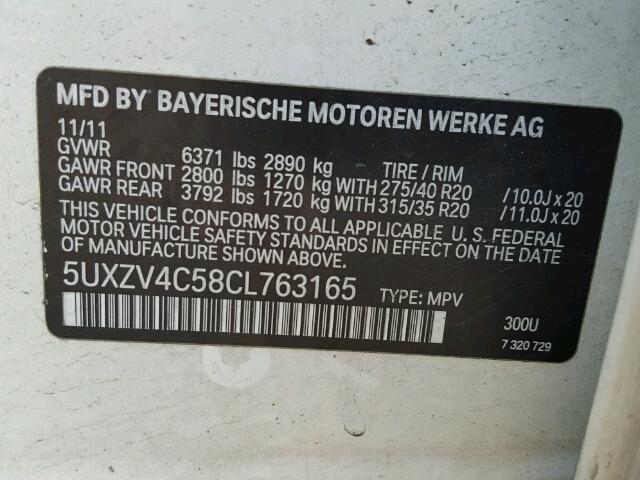 MFD BY BAYERISCHE MOTOREN WERKE AG
11/11
GVWR 6371 lbs 2890 kg TIRE / RIM
GAWR FRONT 2800 lbs 1270 kg WITH 275/40 R20 /10.0J x 20
GAWR REAR 3792 lbs 1720 kg WITH 315/35 R20 /11.0J x 20
THIS VEHICLE CONFORMS TO ALL APPLICABLE U. S. FEDERAL
MOTOR VEHICLE SAFETY STANDARDS IN EFFECT ON THE DATE
OF MANUFACTURE SHOWN ABOVE.
5UXZV4C58CL763165 TYPE: MPV
300U
7 320 729